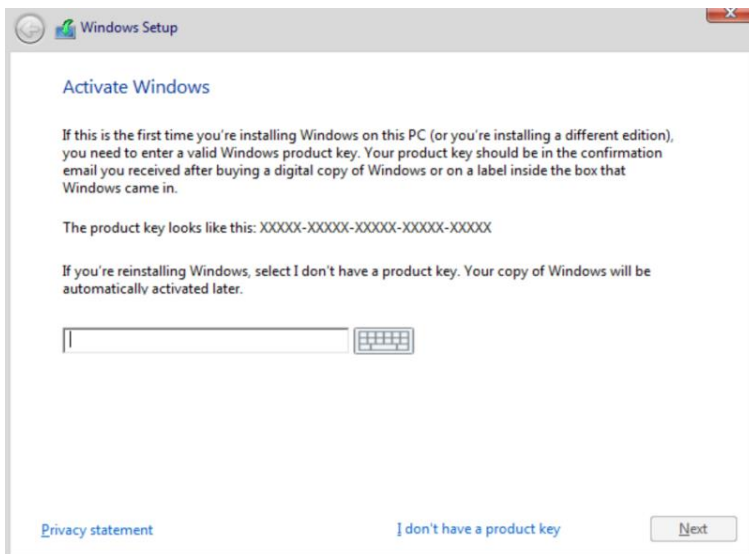 Windows Setup
Activate Windows
If this is the first time you're installing Windows on this PC (or you're installing a different edition),
you need to enter a valid Windows product key. Your product key should be in the confirmation
email you received after buying a digital copy of Windows or on a label inside the box that
Windows came in.
The product key looks like this: XXXXX-XXXXX-XXXXX-XXXXX-XXXXX
If you're reinstalling Windows, select I don't have a product key. Your copy of Windows will be
automatically activated later.
Privacy statement
I don't have a product key
Next